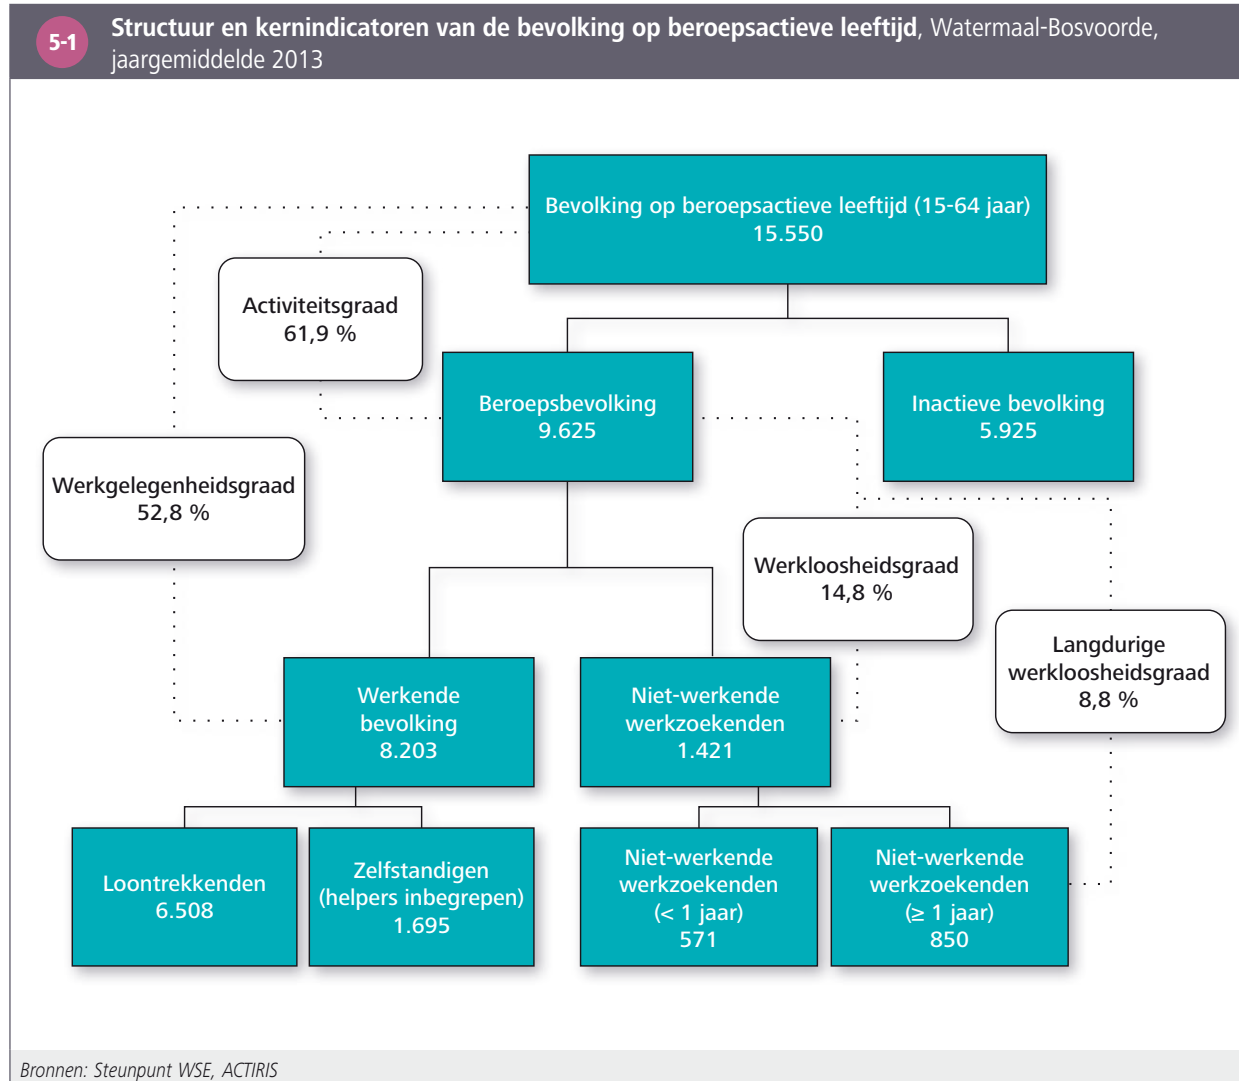 5-1
Structuur en kernindicatoren van de bevolking op beroepsactieve leeftijd, Watermaal-Bosvoorde,
jaargemiddelde 2013
Bevolking op beroepsactieve leeftijd (15-64 jaar)
15.550
Activiteitsgraad
61,9 %
Beroepsbevolking
9.625
Inactieve bevolking
5.925
Werkgelegenheidsgraad
52,8 %
Werkloosheidsgraad
14,8 %
Langdurige
werkloosheidsgraad
8,8 %
Werkende
bevolking
8.203
Niet-werkende
werkzoekenden
1.421
Loontrekkenden
6.508
Zelfstandigen
(helpers inbegrepen)
1.695
Niet-werkende
werkzoekenden
(< 1 jaar)
571
Niet-werkende
werkzoekenden
(≥ 1 jaar)
850
Bronnen: Steunpunt WSE, ACTIRIS